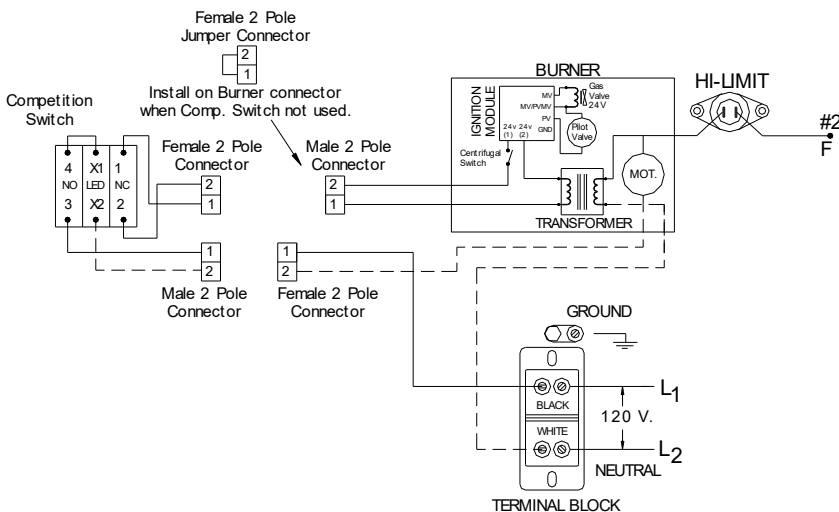 Female 2 Pole
Jumper Connector
2
1
Install on Burner connector
when Comp. Switch not used.
Competition
Switch
4
X1
1
NO
LED
NC
3
X2
2
Female 2 Pole
Connector
2
1
Male 2 Pole
Connector
2
1
1
2
Male 2 Pole
Connector
1
2
Female 2 Pole
Connector
BURNER
IGNITION
MODULE
MV
MV/PV/MV
PV
GND
24v
(1)
24v
(2)
Gas
Valve
24 V
Pilot
Valve
Centrifugal
Switch
TRANSFORMER
MOT.
HI-LIMIT
#2
F
GROUND
BLACK
WHITE
L1
120 V.
L2
NEUTRAL
TERMINAL BLOCK